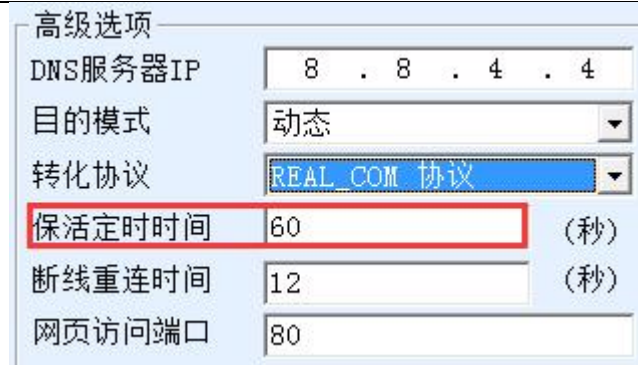 高级选项
DNS服务器IP 8 . 8 . 4 . 4
目的模式 动态
转化协议 REAL_COM 协议
保活定时时间 60 (秒)
断线重连时间 12 (秒)
网页访问端口 80